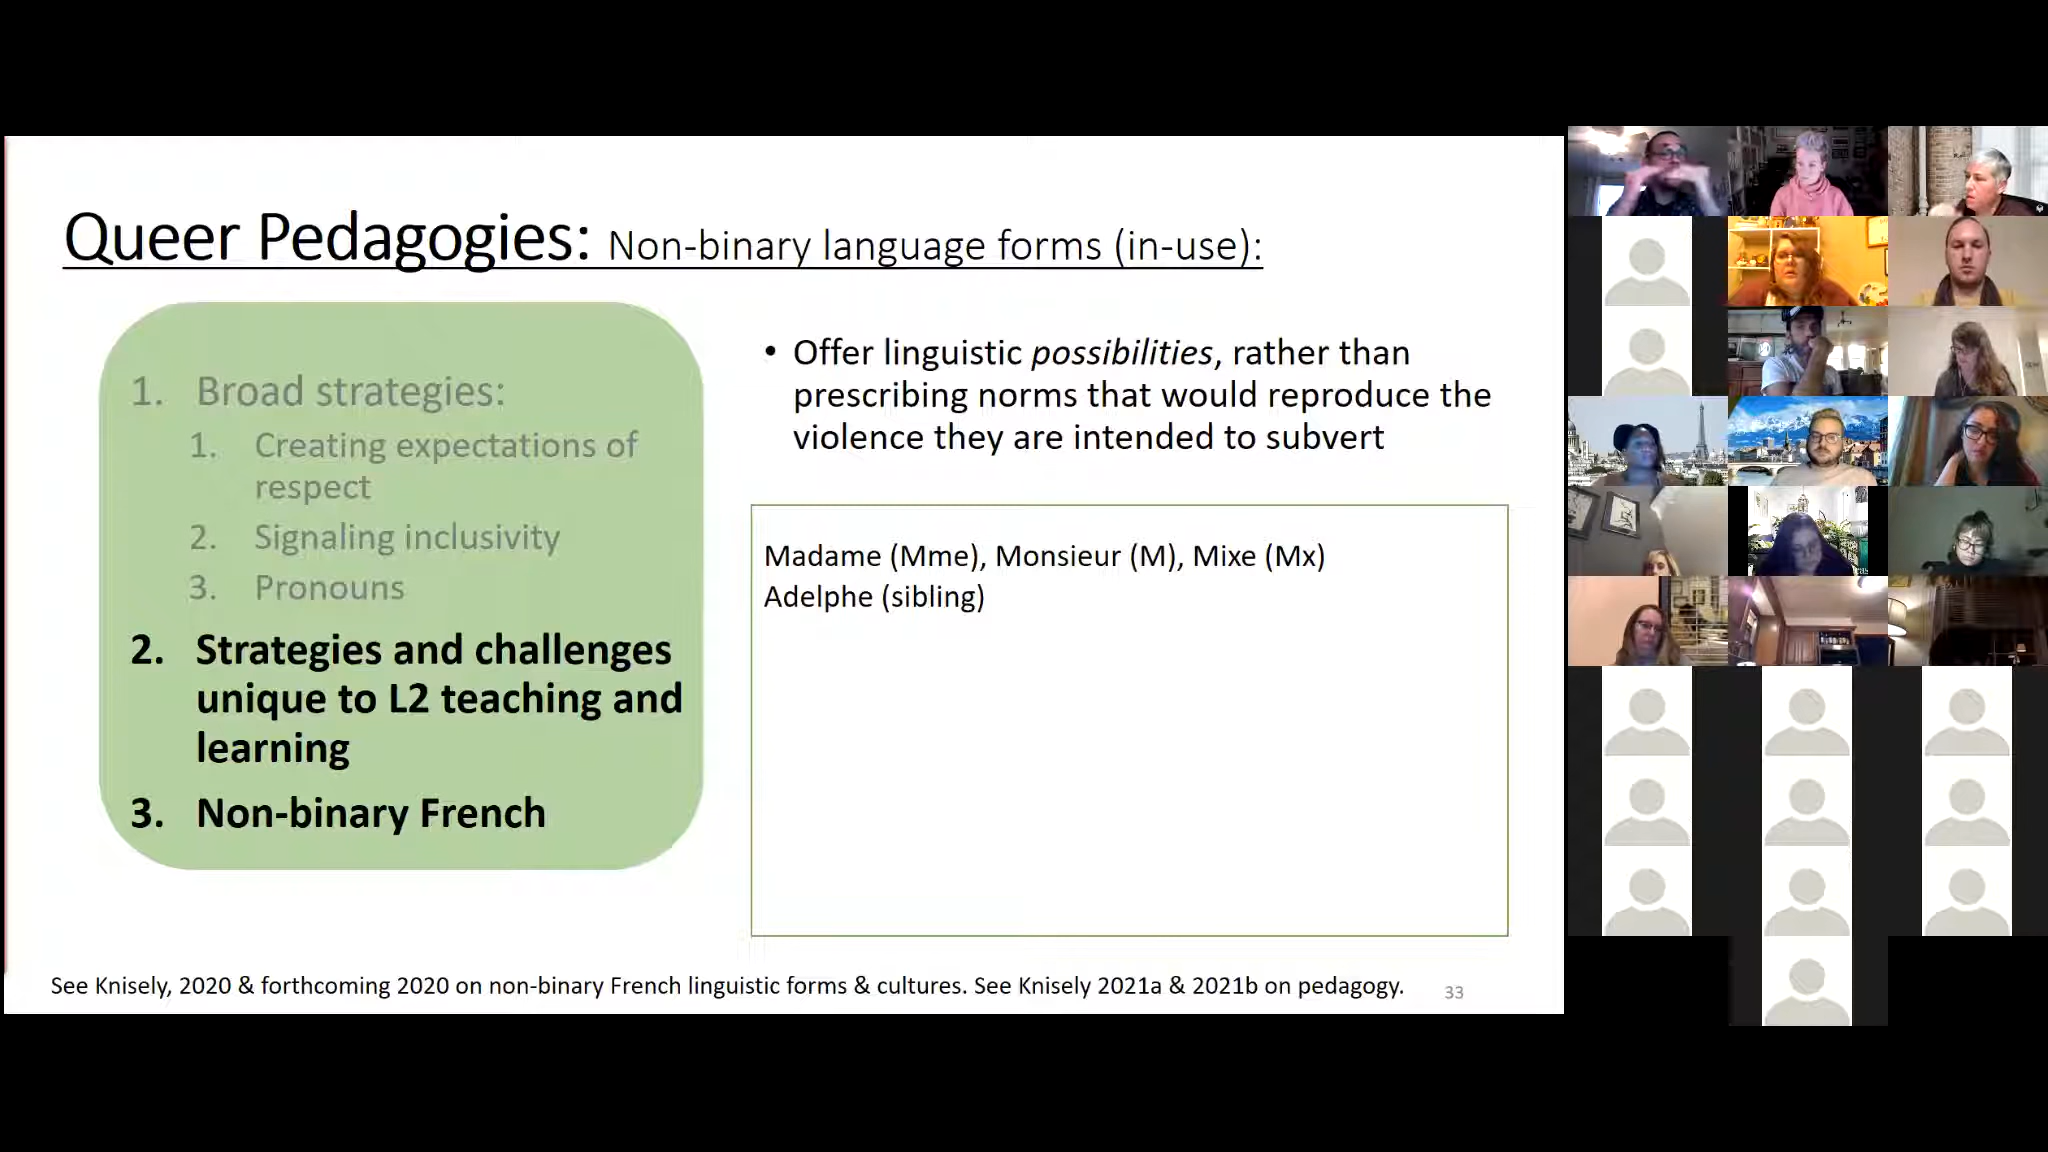 Queer Pedagogies: Non-binary language forms (in-use):
1. Broad strategies:
1. Creating expectations of
respect
2. Signaling inclusivity
3. Pronouns
2. Strategies and challenges
unique to L2 teaching and
learning
3. Non-binary French
• Offer linguistic possibilities, rather than
prescribing norms that would reproduce the
violence they are intended to subvert
Madame (Mme), Monsieur (M), Mixe (Mx)
Adelphe (sibling)
See Knisely, 2020 & forthcoming 2020 on non-binary French linguistic forms & cultures. See Knisely 2021a & 2021b on pedagogy.
33